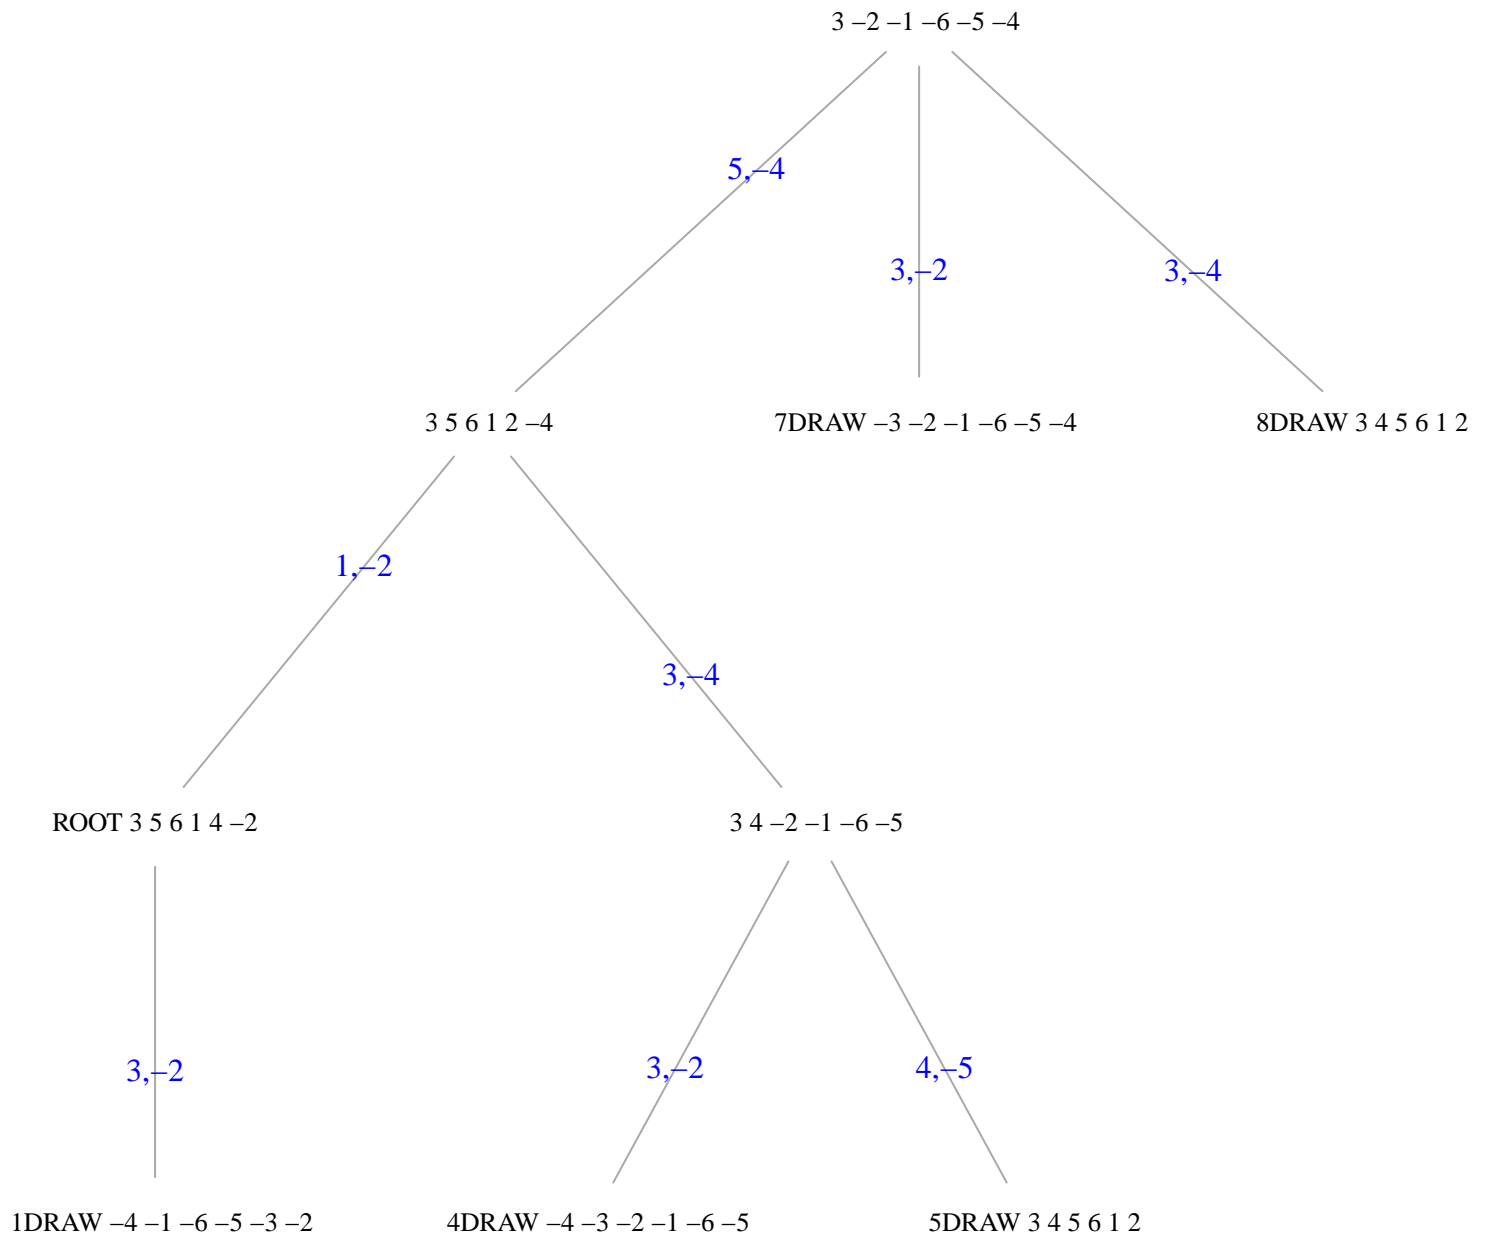 3 –2 –1 –6 –5 –4
5,–4
3,–2
3,–4
3 5 6 1 2 –4
7DRAW –3 –2 –1 –6 –5 –4
8DRAW 3 4 5 6 1 2
1,–2
3,–4
ROOT 3 5 6 1 4 –2
3 4 –2 –1 –6 –5
3,–2
3,–2
4,–5
1DRAW –4 –1 –6 –5 –3 –2
4DRAW –4 –3 –2 –1 –6 –5
5DRAW 3 4 5 6 1 2